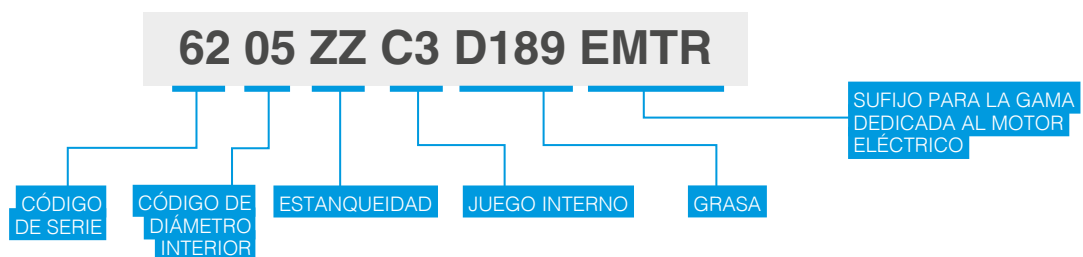 62 05 ZZ C3 D189 EMTR
SUFIJO PARA LA GAMA
DEDICADA AL MOTOR
ELÉCTRICO
CÓDIGO
DE SERIE
CÓDIGO DE
DIÁMETRO
INTERIOR
ESTANQUEIDAD
JUEGO INTERNO
GRASA